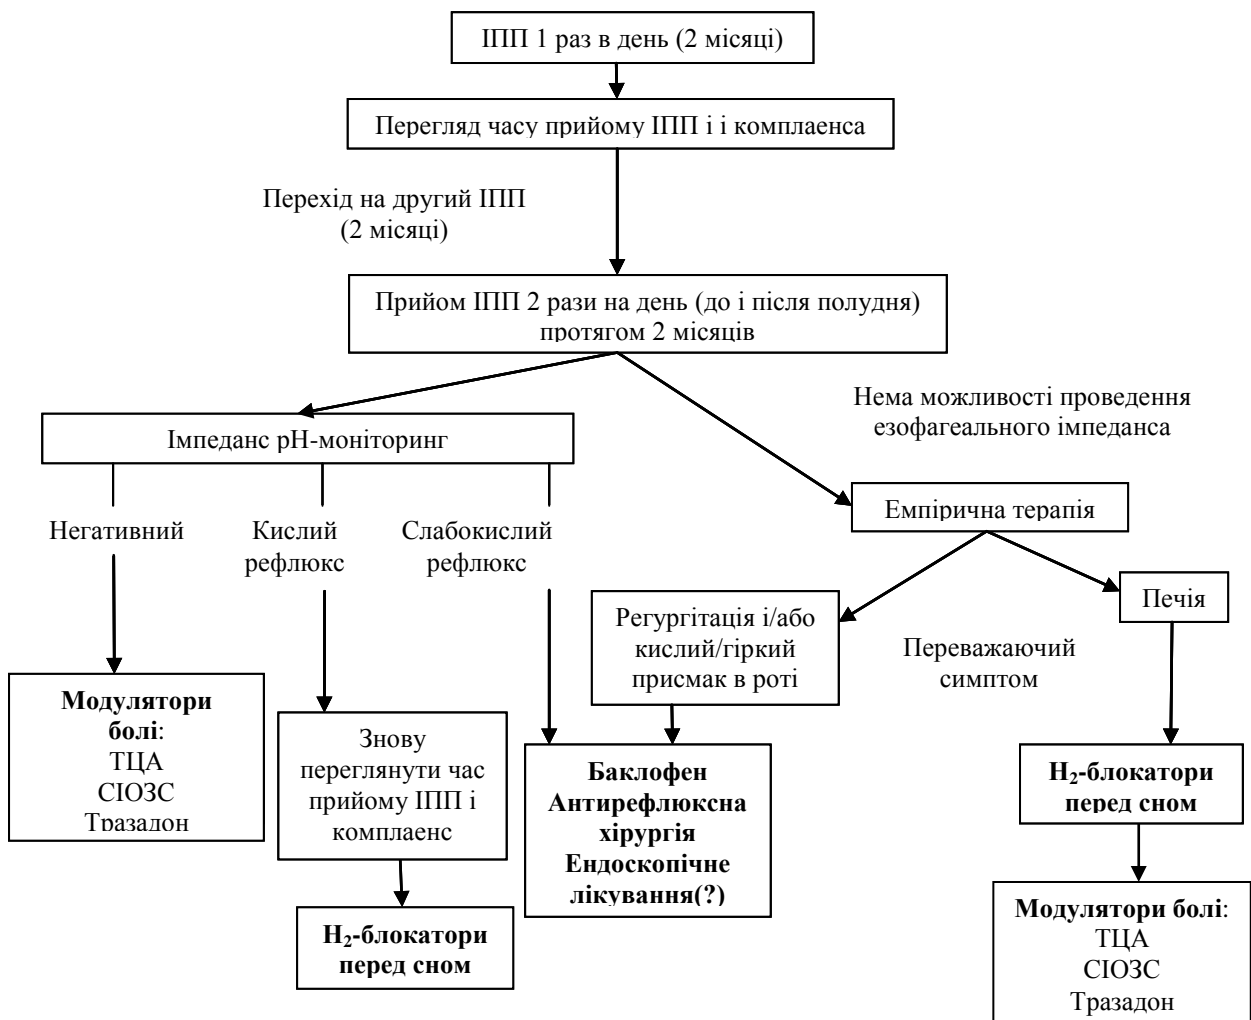 ІПП 1 раз в день (2 місяці)
Перегляд часу прийому ІПП і і комплаенса
Перехід на другий ІПП
(2 місяці)
Прийом ІПП 2 рази на день (до і після полудня)
протягом 2 місяців
Нема можливості проведення
езофагеального імпеданса
Імпеданс рН-моніторинг
Емпірична терапія
Негативний
Кислий
рефлюкс
Слабокислий
рефлюкс
Регургітація і/або
кислий/гіркий
присмак в роті
Переважаючий
симптом
Печія
Модулятори
болі:
ТЦА
СІОЗС
Тразадон
Знову
переглянути час
прийому ІПП і
комплаенс
Н₂-блокатори
перед сном
Баклофен
Антирефлюксна
хірургія
Ендоскопічне
лікування(?)
Н₂-блокатори
перед сном
Модулятори болі:
ТЦА
СІОЗС
Тразадон